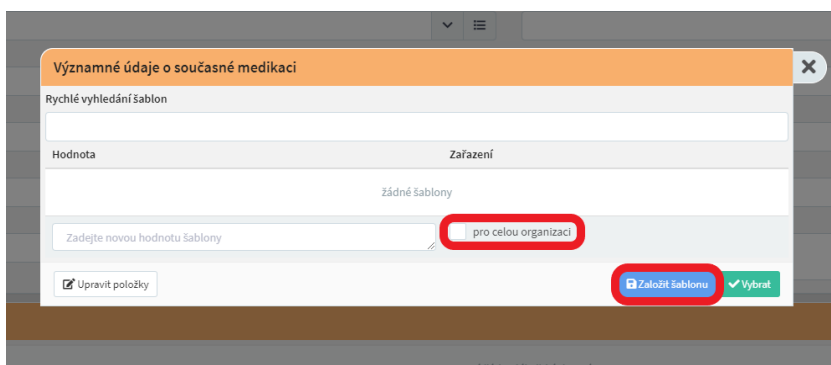 Významné údaje o současné medikaci
Rychlé vyhledání šablon
Hodnota Zařazení
žádné šablony
Zadejte novou hodnotu šablony pro celou organizaci
Upravit položky Založit šablonu Vybrat